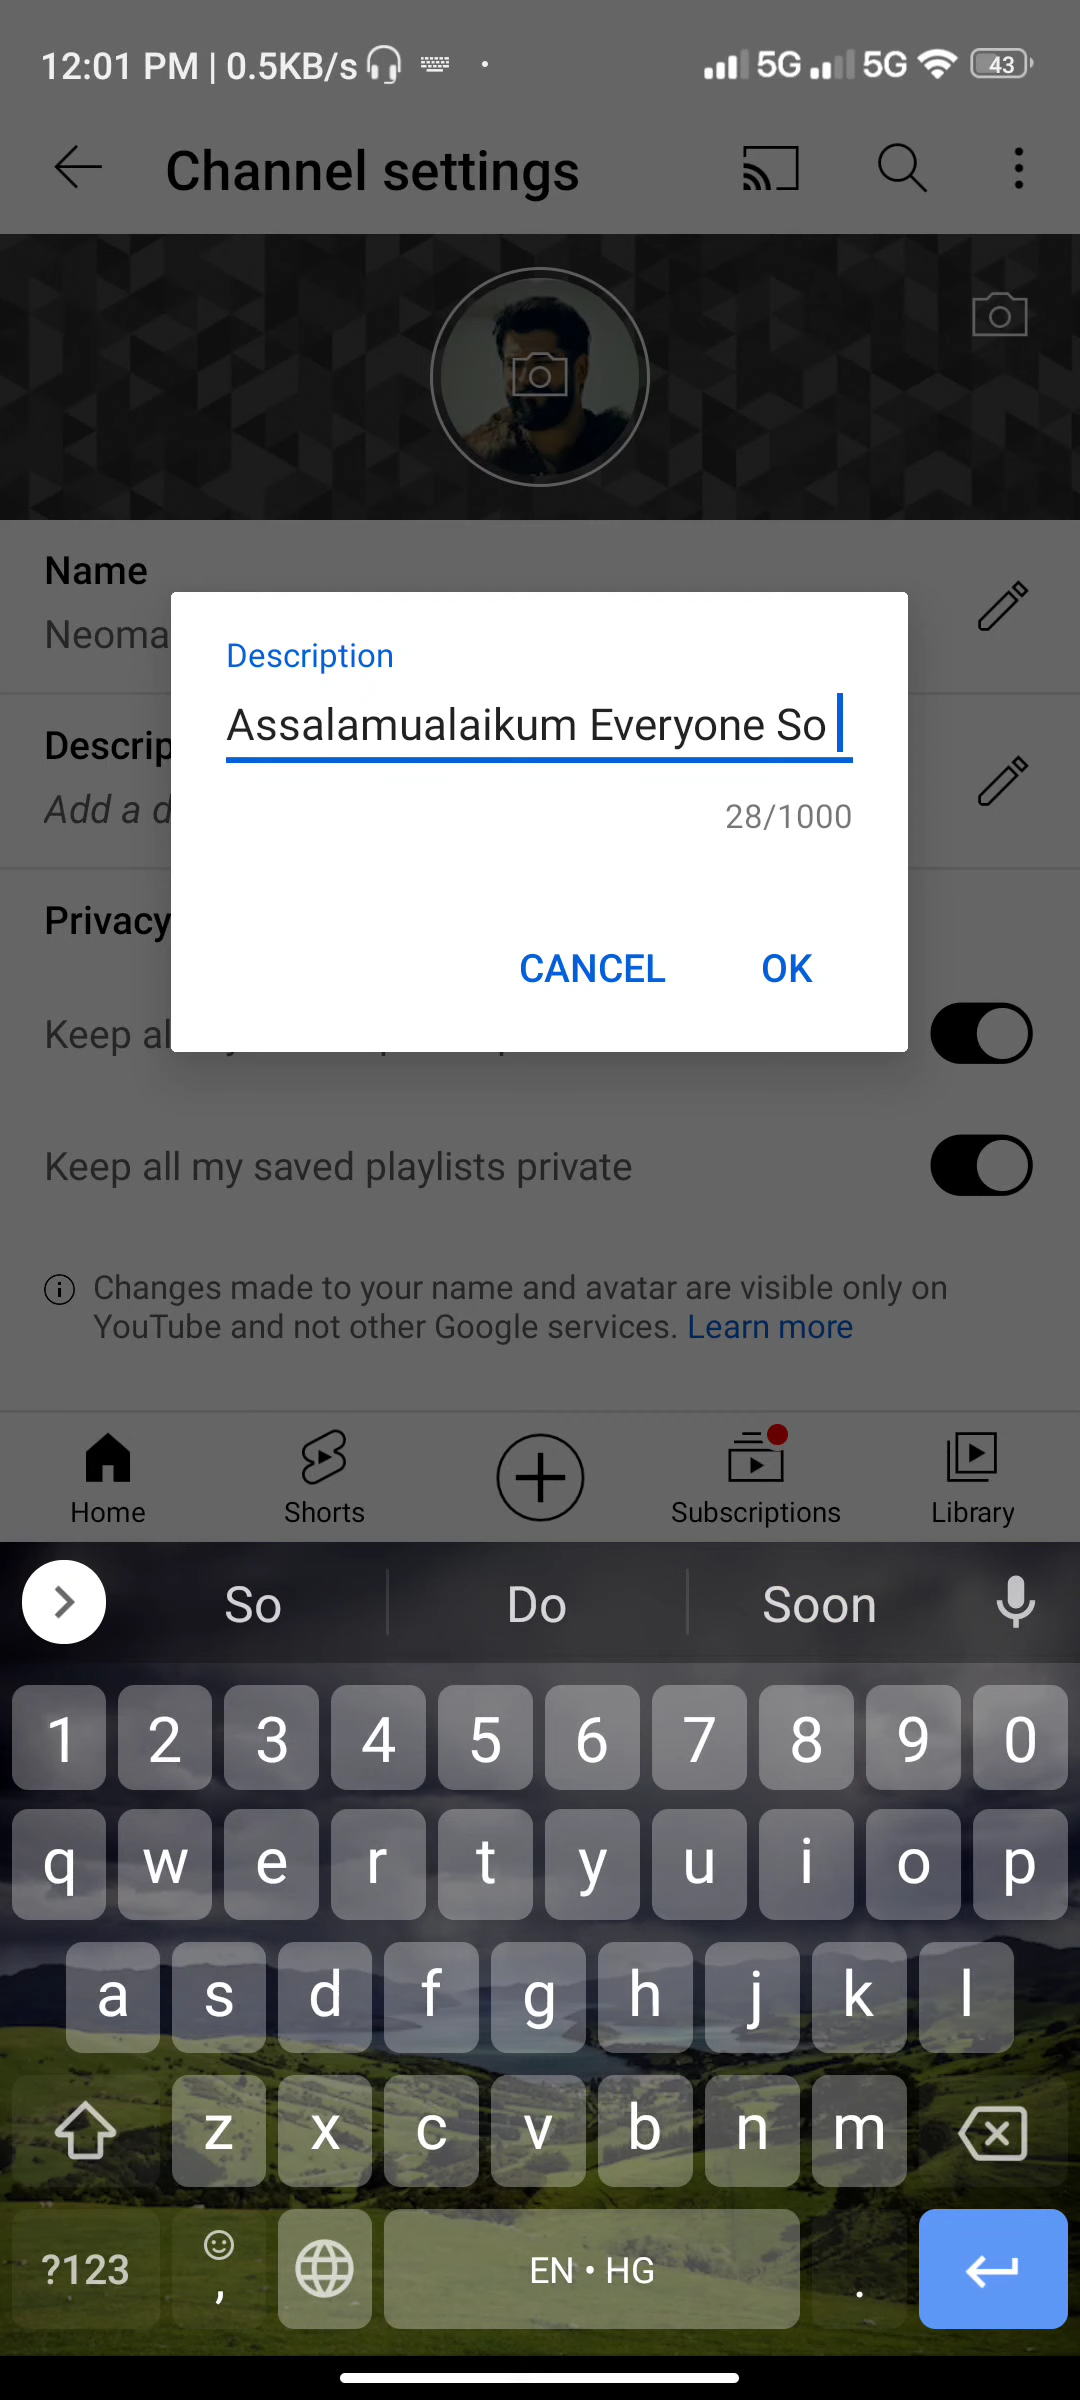 12:01 PM | 0.5KB/s 5G 5G 43
Channel settings
Name
Neoma
Description
Assalamualaikum Everyone So
Descrip
Add a d
28/1000
Privacy
CANCEL OK
Keep al
Keep all my saved playlists private
Changes made to your name and avatar are visible only on
YouTube and not other Google services. Learn more
Home Shorts Subscriptions Library
So Do Soon
1 2 3 4 5 6 7 8 9 0
q w e r t y u i o p
a s d f g h j k l
z x c v b n m
?123 , EN • HG .